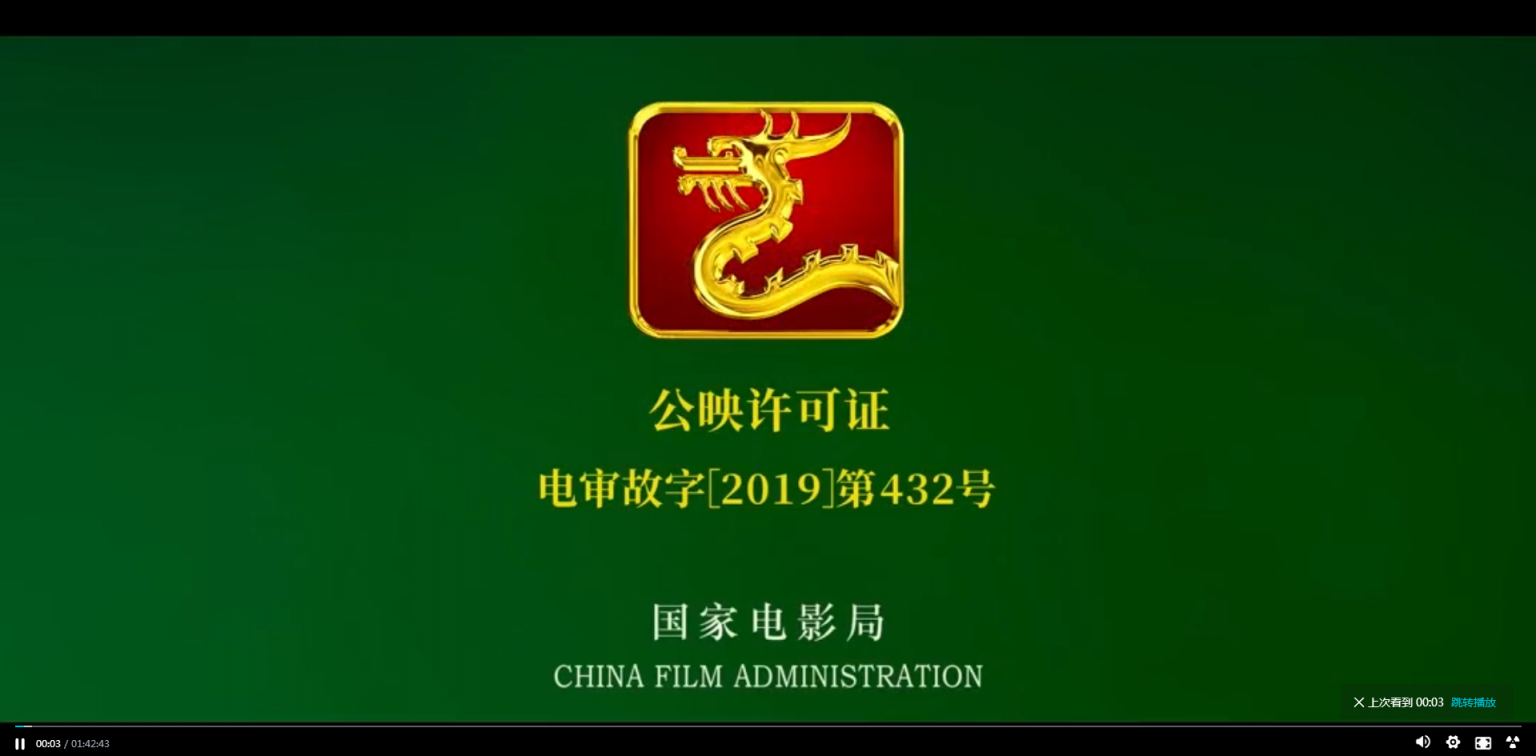 公映许可证
电审故字[2019]第432号
国家电影局
CHINA FILM ADMINISTRATION
上次看到 00:03 跳转播放
00:03 / 01:42:43